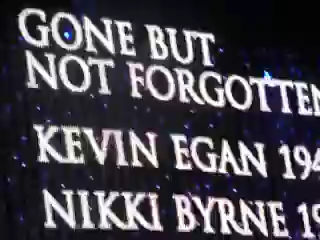 GONE BUT
NOT FORGOTTEN
KEVIN EGAN 194
NIKKI BYRNE 19